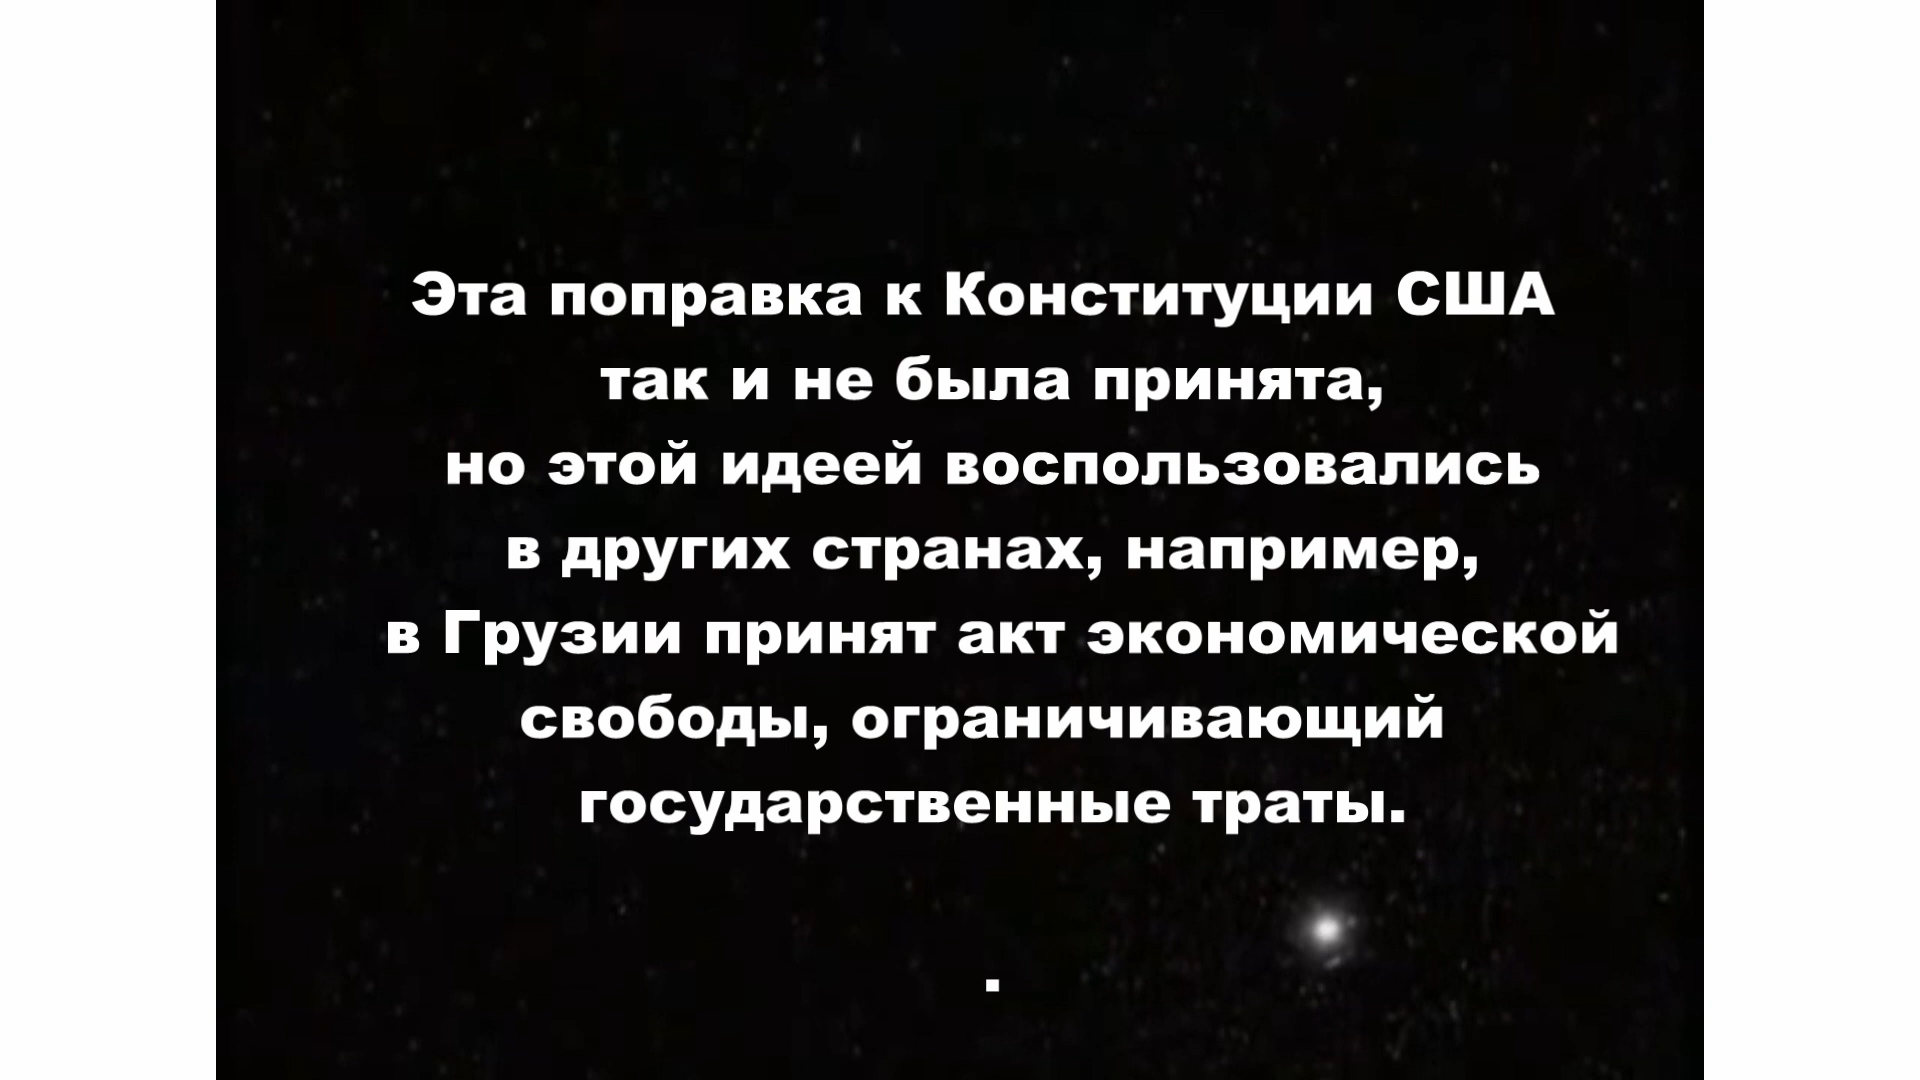 Эта поправка к Конституции США
так и не была принята,
но этой идеей воспользовались
в других странах, например,
в Грузии принят акт экономической
свободы, ограничивающий
государственные траты.
.